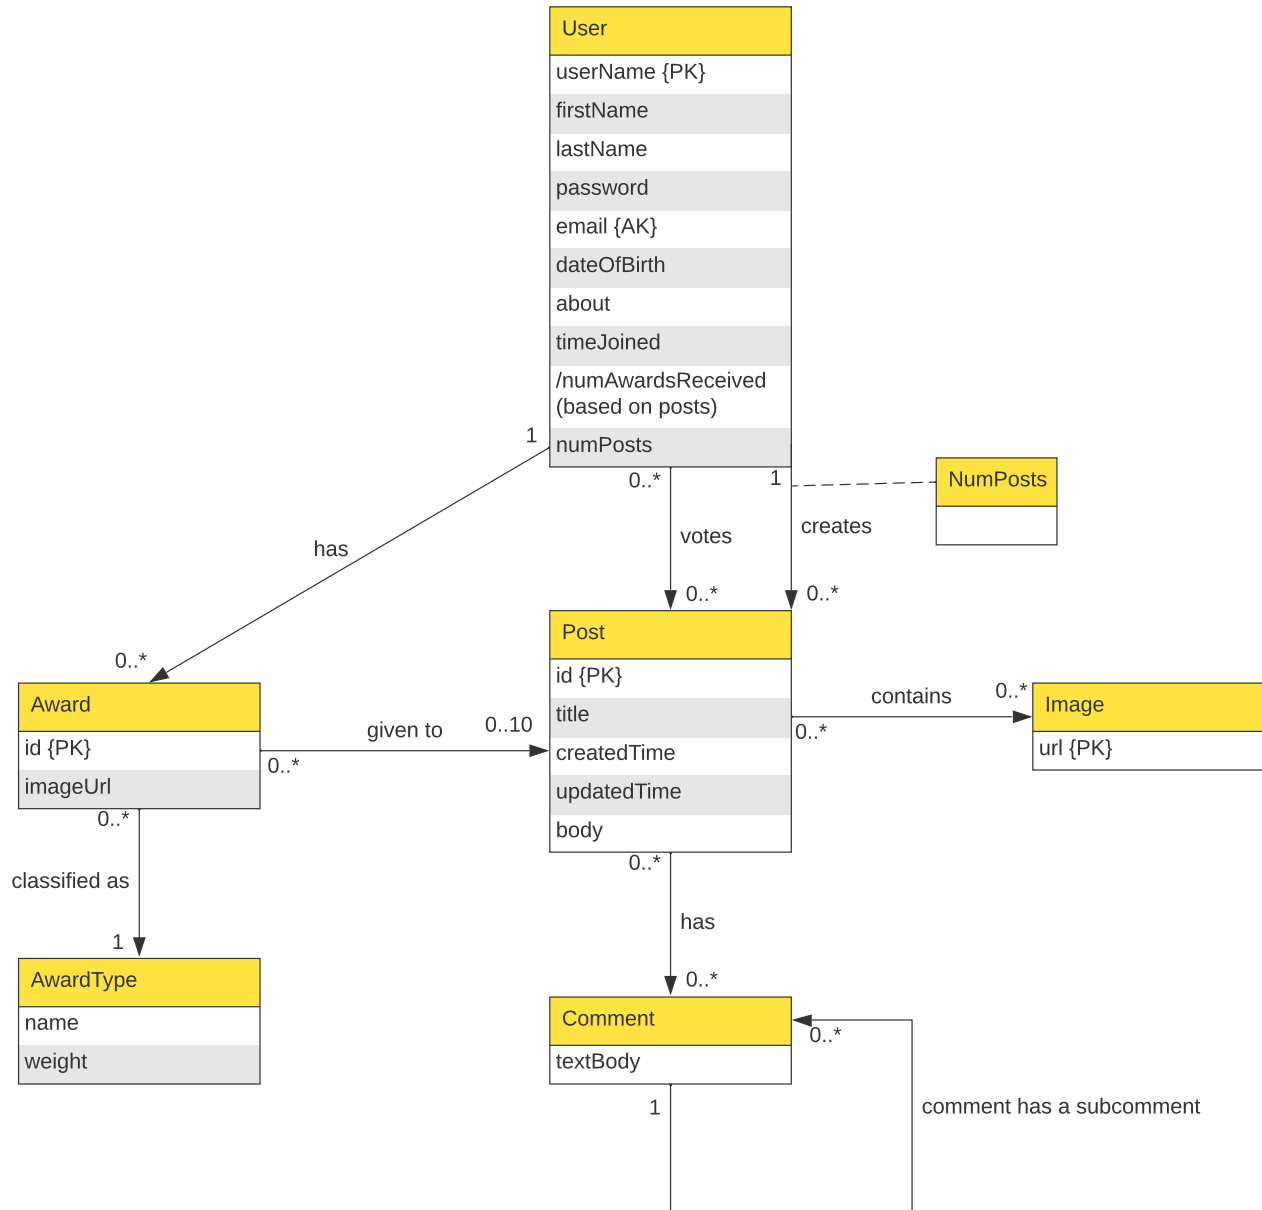 User
userName {PK}
firstName
lastName
password
email {AK}
dateOfBirth
about
timeJoined
/numAwardsReceived
(based on posts)
numPosts
1
0..*
1
NumPosts
creates
votes
has
0..*
0..*
0..*
Post
id {PK}
title
createdTime
updatedTime
body
Award
id {PK}
imageUrl
given to
0..10
0..*
contains
0..*
0..*
Image
url {PK}
0..*
classified as
1
0..*
has
0..*
AwardType
name
weight
Comment
textBody
0..*
1
comment has a subcomment